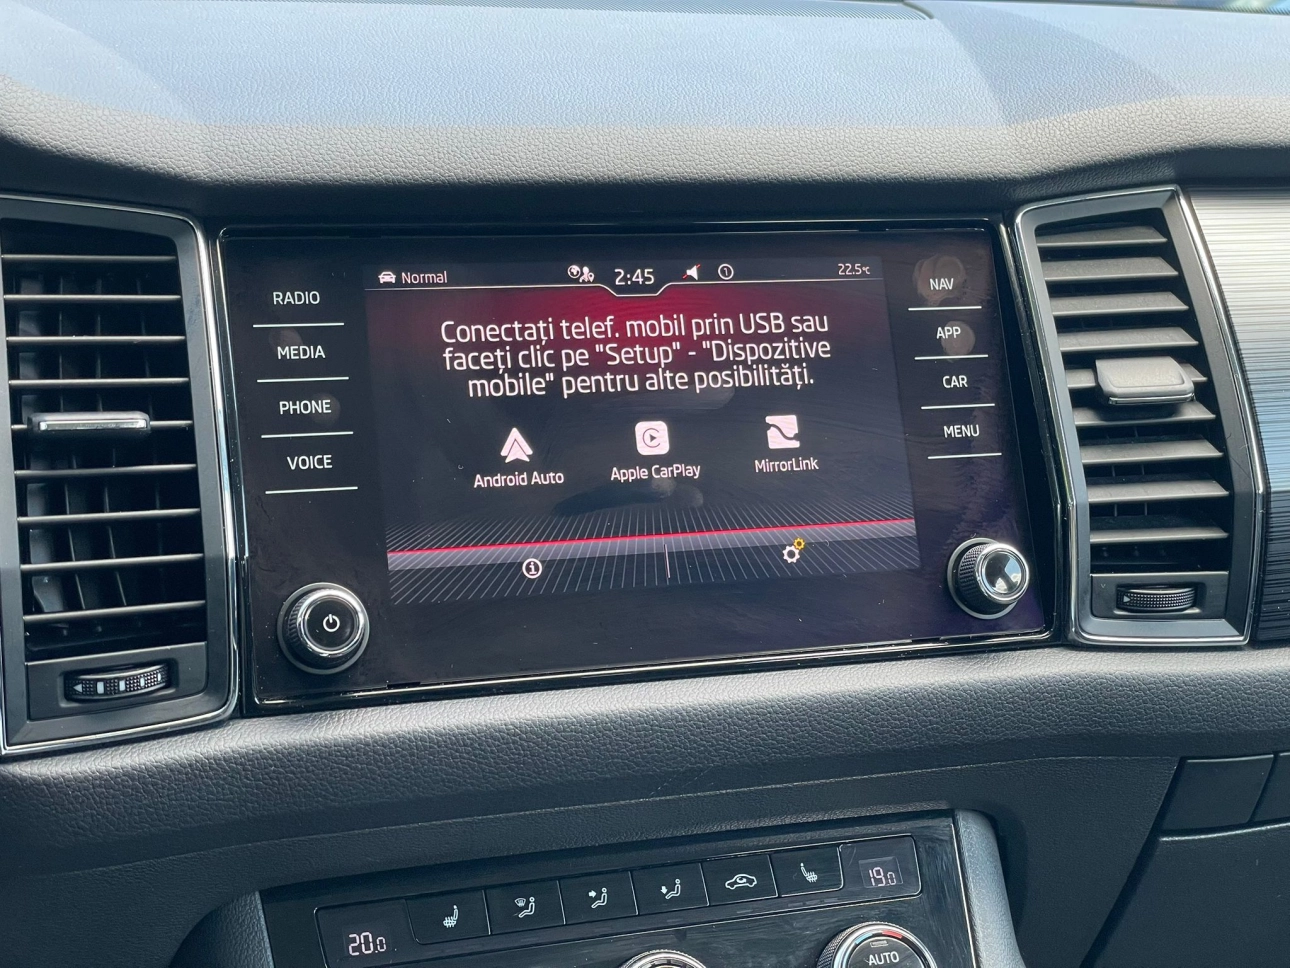 Normal
2:45
1
22.5°C
RADIO
MEDIA
PHONE
VOICE
Conectați telef. mobil prin USB sau
faceți clic pe "Setup" - "Dispozitive
mobile" pentru alte posibilități.
Android Auto
Apple CarPlay
MirrorLink
i
NAV
APP
CAR
MENU
20.0
19.0
AUTO